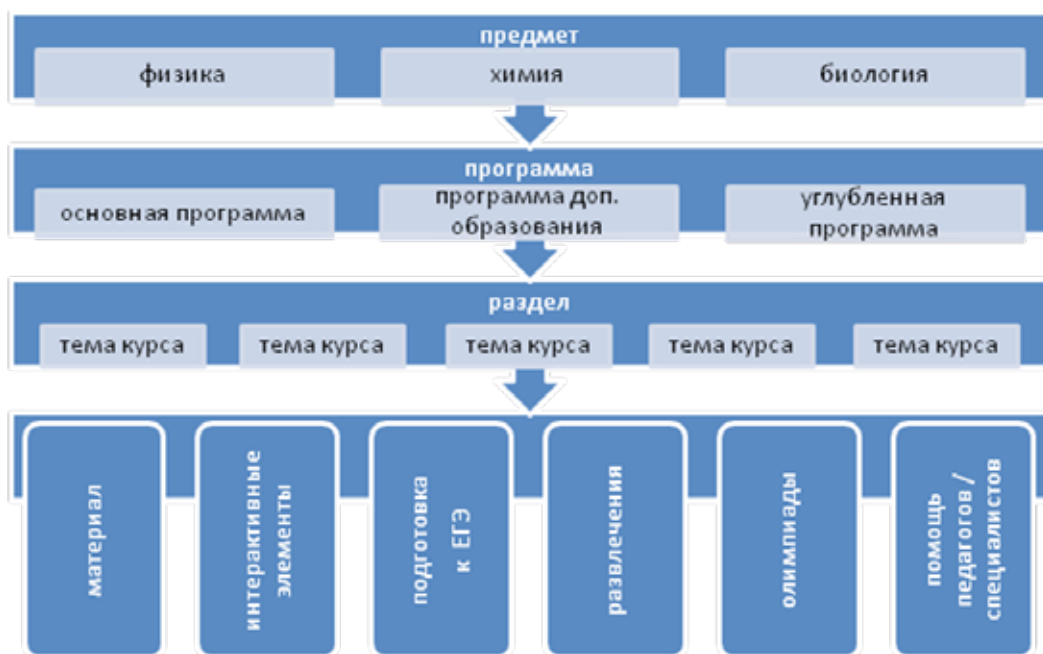 предмет
физика
химия
биология
программа
основная программа
программа доп.
образования
углубленная
программа
раздел
тема курса
тема курса
тема курса
тема курса
тема курса
материал
интерактивные
элементы
подготовка
к ЕГЭ
развлечения
олимпиады
помощь
педагогов /
специалистов